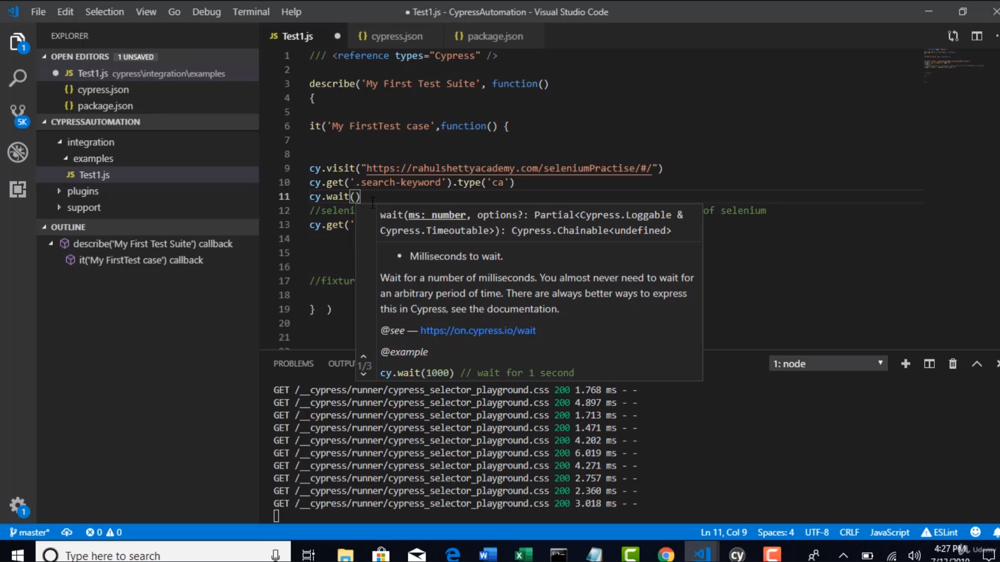 File Edit Selection View Go Debug Terminal Help
● Test1.js - CypressAutomation - Visual Studio Code
EXPLORER
OPEN EDITORS 1 UNSAVED
JS Test1.js cypress\integration\examples
{} cypress.json
{} package.json
CYPRESSAUTOMATION
integration
examples
JS Test1.js
plugins
support
OUTLINE
describe('My First Test Suite') callback
it('My FirstTest case') callback
1
5K
1
JS Test1.js ● {} cypress.json {} package.json
1 /// <reference types="Cypress" />
2
3 describe('My First Test Suite', function()
4 {
5
6 it('My FirstTest case',function() {
7
8
9 cy.visit("https://rahulshettyacademy.com/seleniumPractise/#/")
10 cy.get('.search-keyword').type('ca')
11 cy.wait()
12 //seleni of selenium
13 cy.get('
14
15
16
17 //fixtur
18
19 } )
20
21
wait(ms: number, options?: Partial<Cypress.Loggable &
Cypress.Timeoutable>): Cypress.Chainable<undefined>
• Milliseconds to wait.
Wait for a number of milliseconds. You almost never need to wait for
an arbitrary period of time. There are always better ways to express
this in Cypress, see the documentation.
@see — https://on.cypress.io/wait
@example
1/3
cy.wait(1000) // wait for 1 second
PROBLEMS OUTPU 1: node
GET /__cypress/runner/cypress_selector_playground.css 200 1.768 ms - -
GET /__cypress/runner/cypress_selector_playground.css 200 4.897 ms - -
GET /__cypress/runner/cypress_selector_playground.css 200 1.713 ms - -
GET /__cypress/runner/cypress_selector_playground.css 200 1.471 ms - -
GET /__cypress/runner/cypress_selector_playground.css 200 4.202 ms - -
GET /__cypress/runner/cypress_selector_playground.css 200 6.019 ms - -
GET /__cypress/runner/cypress_selector_playground.css 200 4.271 ms - -
GET /__cypress/runner/cypress_selector_playground.css 200 2.757 ms - -
GET /__cypress/runner/cypress_selector_playground.css 200 2.360 ms - -
GET /__cypress/runner/cypress_selector_playground.css 200 3.018 ms - -
master* 0 0 Ln 11, Col 9 Spaces: 4 UTF-8 CRLF JavaScript ESLint
Type here to search
cy
4:27 PM
Udemy